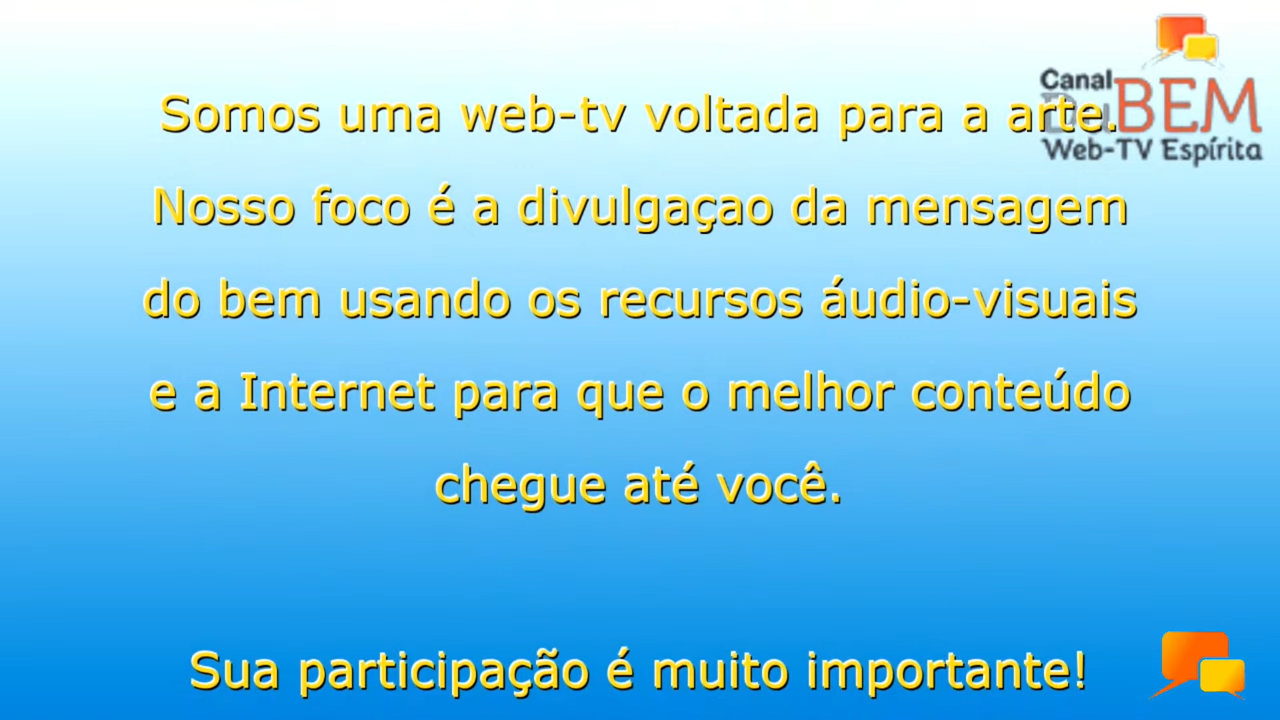 Somos uma web-tv voltada para a arte.
Nosso foco é a divulgaçao da mensagem
do bem usando os recursos áudio-visuais
e a Internet para que o melhor conteúdo
chegue até você.
Sua participação é muito importante!
Canal
Du BEM
Web-TV Espírita